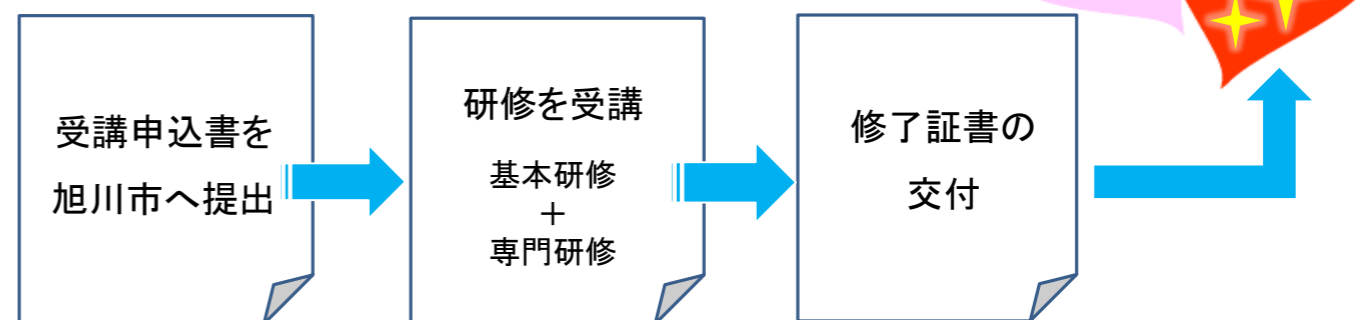 受講申込書を
旭川市へ提出
研修を受講
基本研修
＋
専門研修
修了証書の
交付